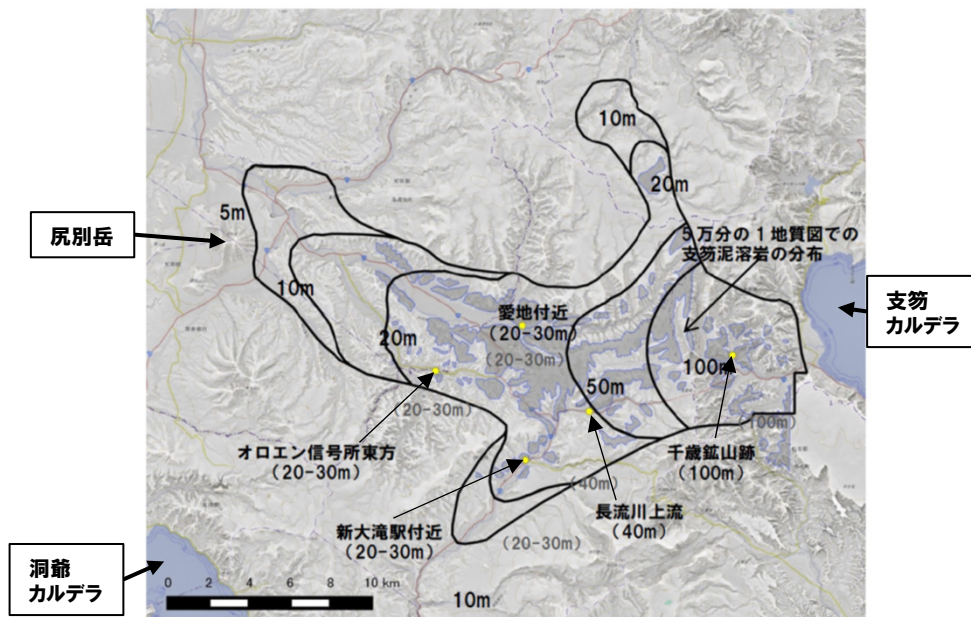 10m
20m
5m
尻別岳
5万分の1地質図での
支笏泥溶岩の分布
10m
支笏
カルデラ
愛地付近
(20-30m)
(20-30m)
20m
100m
50m
(20-30m)
(100m)
オロエン信号所東方
(20-30m)
千歳鉱山跡
(100m)
(40m)
長流川上流
(40m)
新大滝駅付近
(20-30m)
(20-30m)
洞爺
カルデラ
0 2 4 6 8 10 km
10m